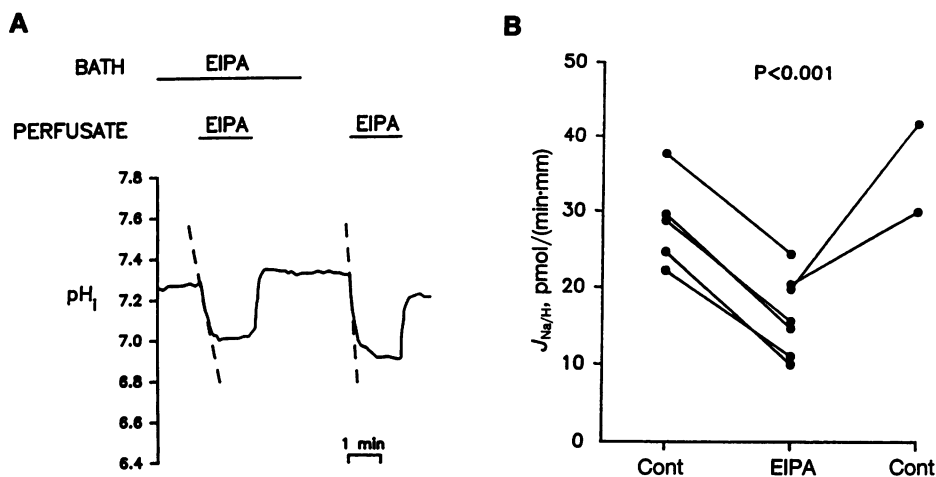 A
BATH EIPA
PERFUSATE EIPA EIPA
7.8
7.6
7.4
pHi 7.2
7.0
6.8
6.6
6.4
1 min
B
P<0.001
JNa/H, pmol/(min·mm)
50
40
30
20
10
0
Cont EIPA Cont